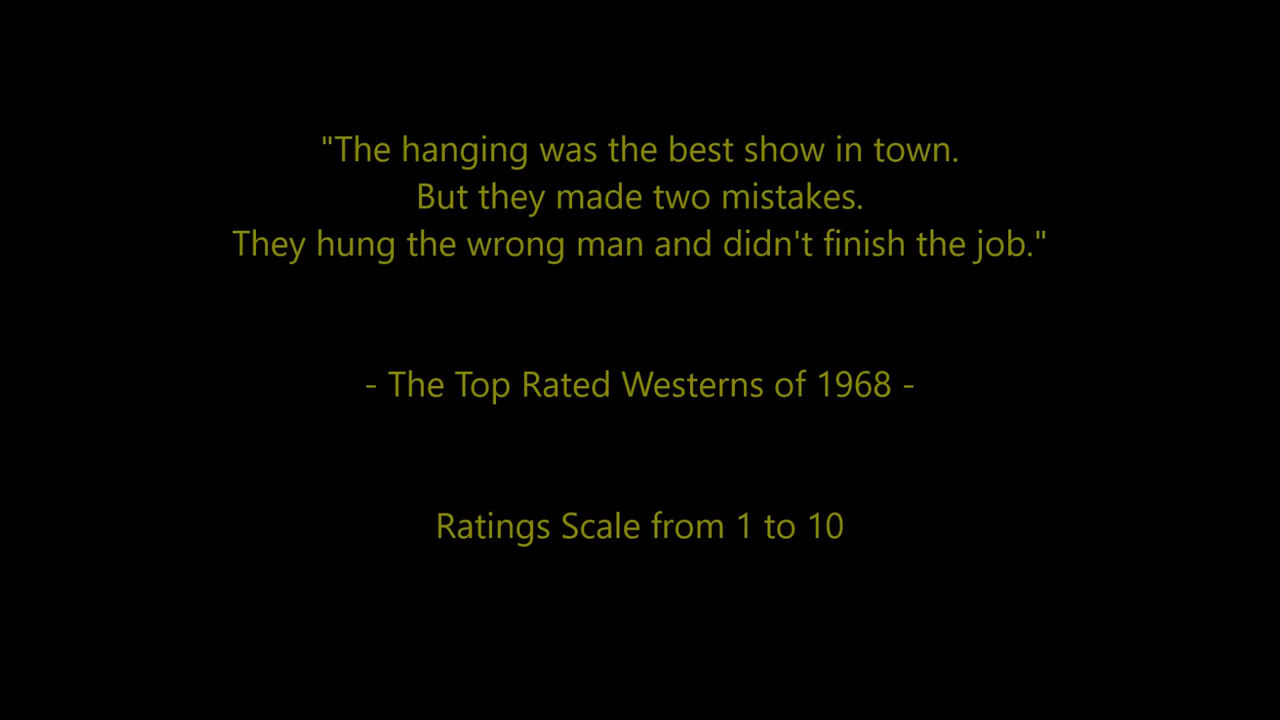 "The hanging was the best show in town.
But they made two mistakes.
They hung the wrong man and didn't finish the job."
- The Top Rated Westerns of 1968 -
Ratings Scale from 1 to 10